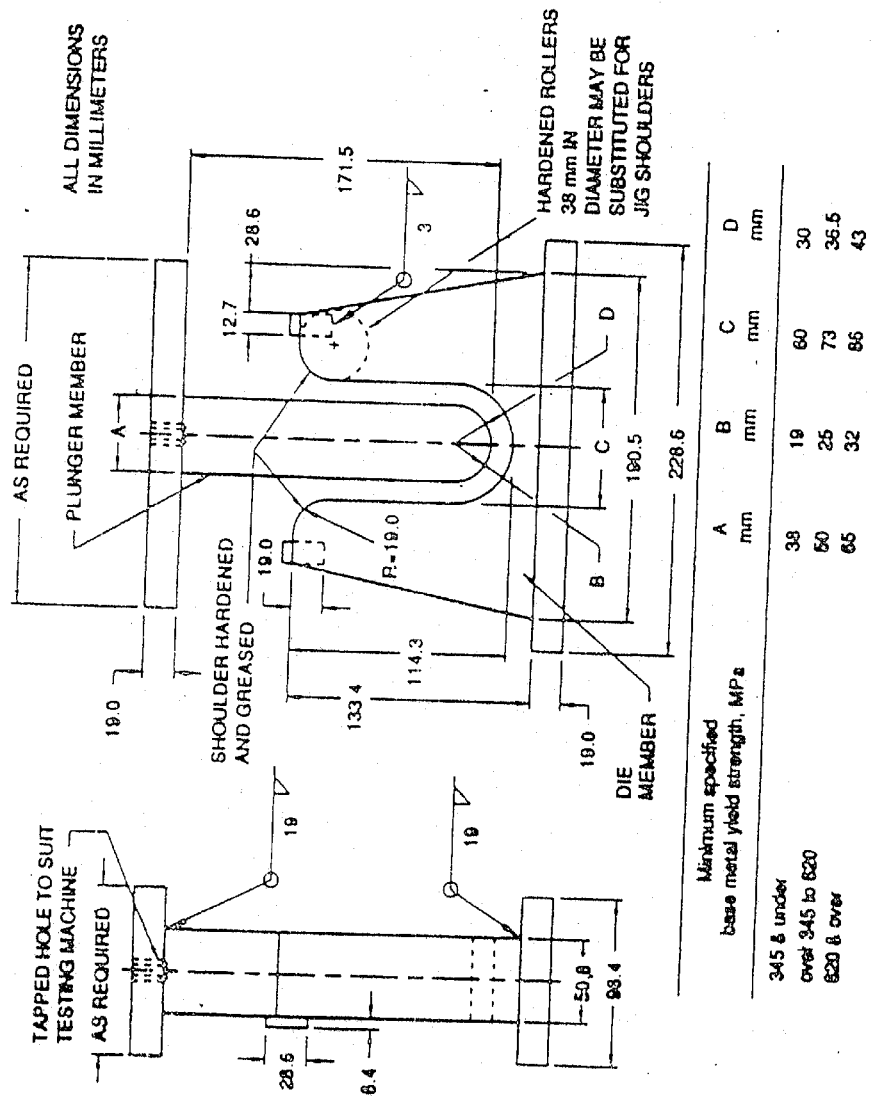 TAPPED HOLE TO SUIT
TESTING MACHINE
AS REQUIRED
28.6
6.4
50.8
98.4
19
19
AS REQUIRED
PLUNGER MEMBER
A
19.0
ALL DIMENSIONS
IN MILLIMETERS
SHOULDER HARDENED
AND GREASED
19.0
R=19.0
12.7
28.6
171.5
3
114.3
133.4
19.0
HARDENED ROLLERS
38 mm IN
DIAMETER MAY BE
SUBSTITUTED FOR
JIG SHOULDERS
DIE
MEMBER
B
C
D
190.5
228.6
Minimum specified
base metal yield strength, MPa
A B C D
mm mm mm mm
345 & under 38 19 60 30
over 345 to 620 50 25 73 36.5
620 & over 65 32 86 43